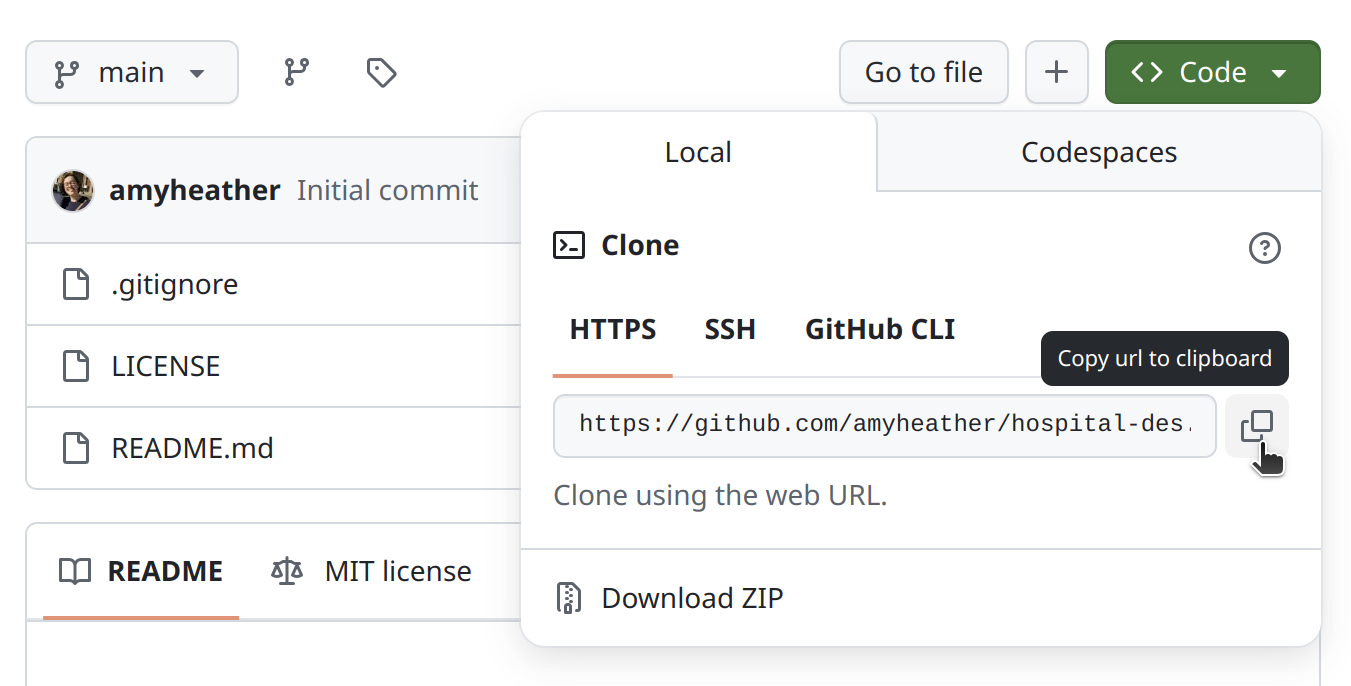 main
Go to file
Code
Local
Codespaces
amyheather Initial commit
Clone
.gitignore
HTTPS SSH GitHub CLI
Copy url to clipboard
LICENSE
https://github.com/amyheather/hospital-des.
README.md
Clone using the web URL.
README
MIT license
Download ZIP